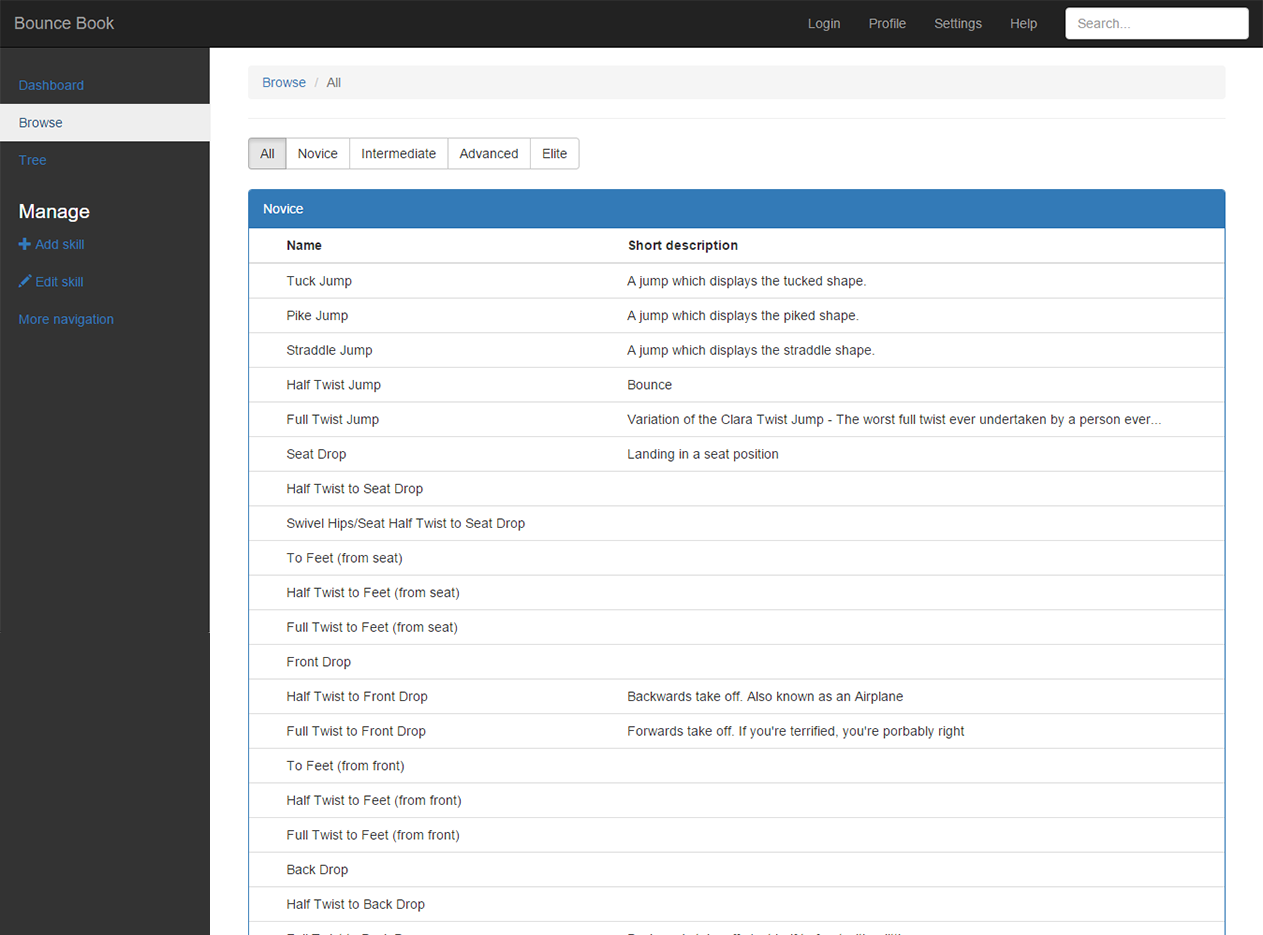 Bounce Book Login Profile Settings Help Search...
Dashboard
Browse
Tree
Manage
Add skill
Edit skill
More navigation
Browse / All
All Novice Intermediate Advanced Elite
Novice
Name Short description
Tuck Jump A jump which displays the tucked shape.
Pike Jump A jump which displays the piked shape.
Straddle Jump A jump which displays the straddle shape.
Half Twist Jump Bounce
Full Twist Jump Variation of the Clara Twist Jump - The worst full twist ever undertaken by a person ever...
Seat Drop Landing in a seat position
Half Twist to Seat Drop
Swivel Hips/Seat Half Twist to Seat Drop
To Feet (from seat)
Half Twist to Feet (from seat)
Full Twist to Feet (from seat)
Front Drop
Half Twist to Front Drop Backwards take off. Also known as an Airplane
Full Twist to Front Drop Forwards take off. If you're terrified, you're porbably right
To Feet (from front)
Half Twist to Feet (from front)
Full Twist to Feet (from front)
Back Drop
Half Twist to Back Drop